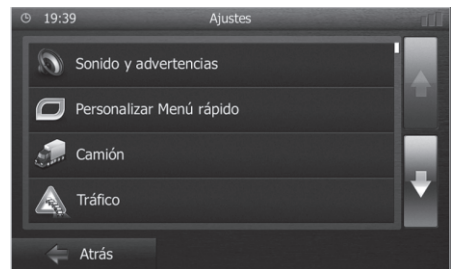 19:39 Ajustes
Sonido y advertencias
Personalizar Menú rápido
Camión
Tráfico
Atrás